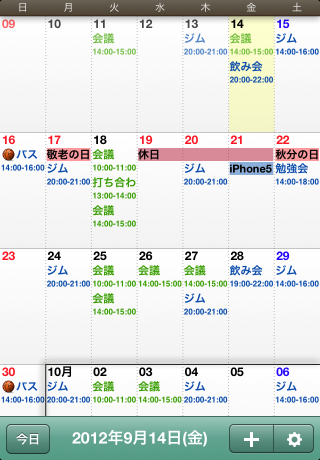 日 月 火 水 木 金 土
09 10 11 12 13 14 15
会議 ジム 会議 ジム
14:00-15:00 20:00-21:00 14:00-15:00 14:00-16:00
飲み会
20:00-22:00
16 17 18 19 20 21 22
バス 敬老の日 会議 休日 秋分の日
14:00-16:00 ジム 10:00-11:00 ジム iPhone5 勉強会
20:00-21:00 打ち合わ 20:00-21:00 14:00-18:00
13:00-14:00
会議
14:00-15:00
23 24 25 26 27 28 29
ジム 会議 会議 会議 飲み会 ジム
20:00-21:00 10:00-11:00 14:00-15:00 14:00-15:00 19:00-22:00 14:00-16:00
会議 ジム
14:00-15:00 20:00-21:00
30 10月 02 03 04 05 06
バス ジム 会議 会議 ジム ジム
14:00-16:00 20:00-21:00 10:00-11:00 14:00-15:00 20:00-21:00 14:00-16:00
今日 2012年9月14日(金)